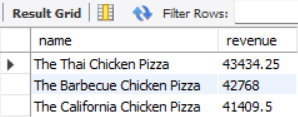 Result Grid Filter Rows:
name revenue
The Thai Chicken Pizza 43434.25
The Barbecue Chicken Pizza 42768
The California Chicken Pizza 41409.5